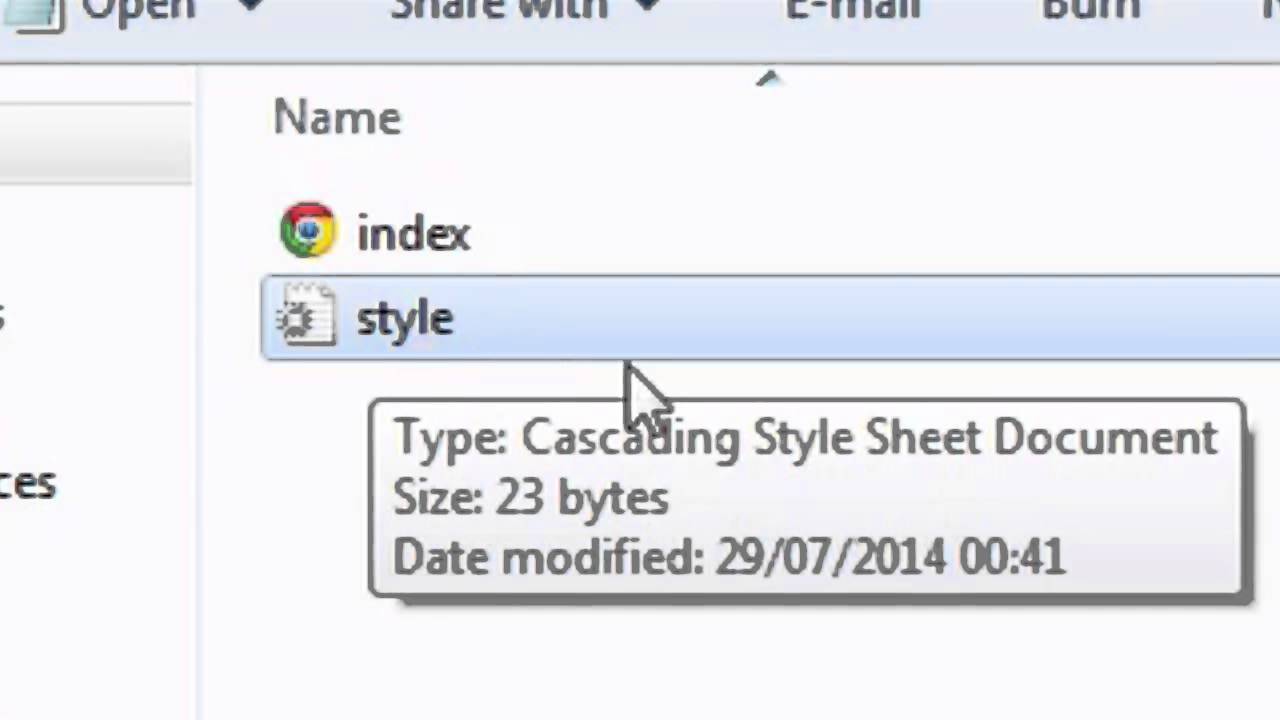 Open Share with E-mail Burn
Name
index
style
Type: Cascading Style Sheet Document
Size: 23 bytes
ces
Date modified: 29/07/2014 00:41